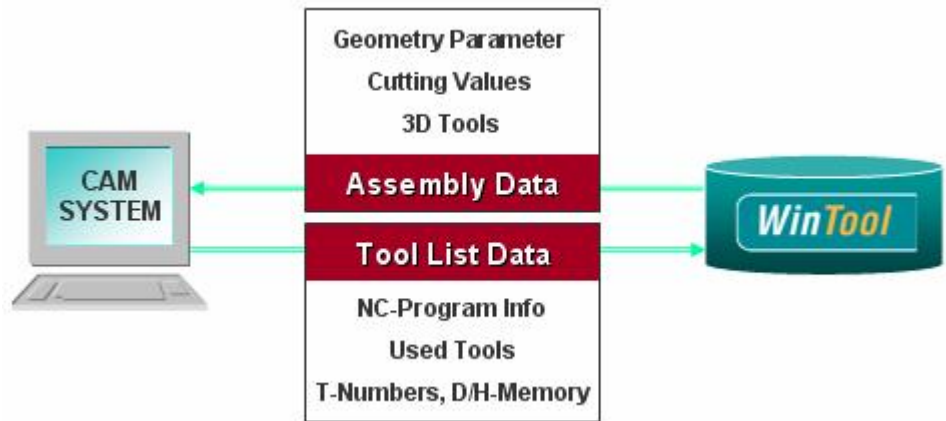 Geometry Parameter
Cutting Values
3D Tools
CAM
SYSTEM
Assembly Data
WinTool
Tool List Data
NC-Program Info
Used Tools
T-Numbers, D/H-Memory